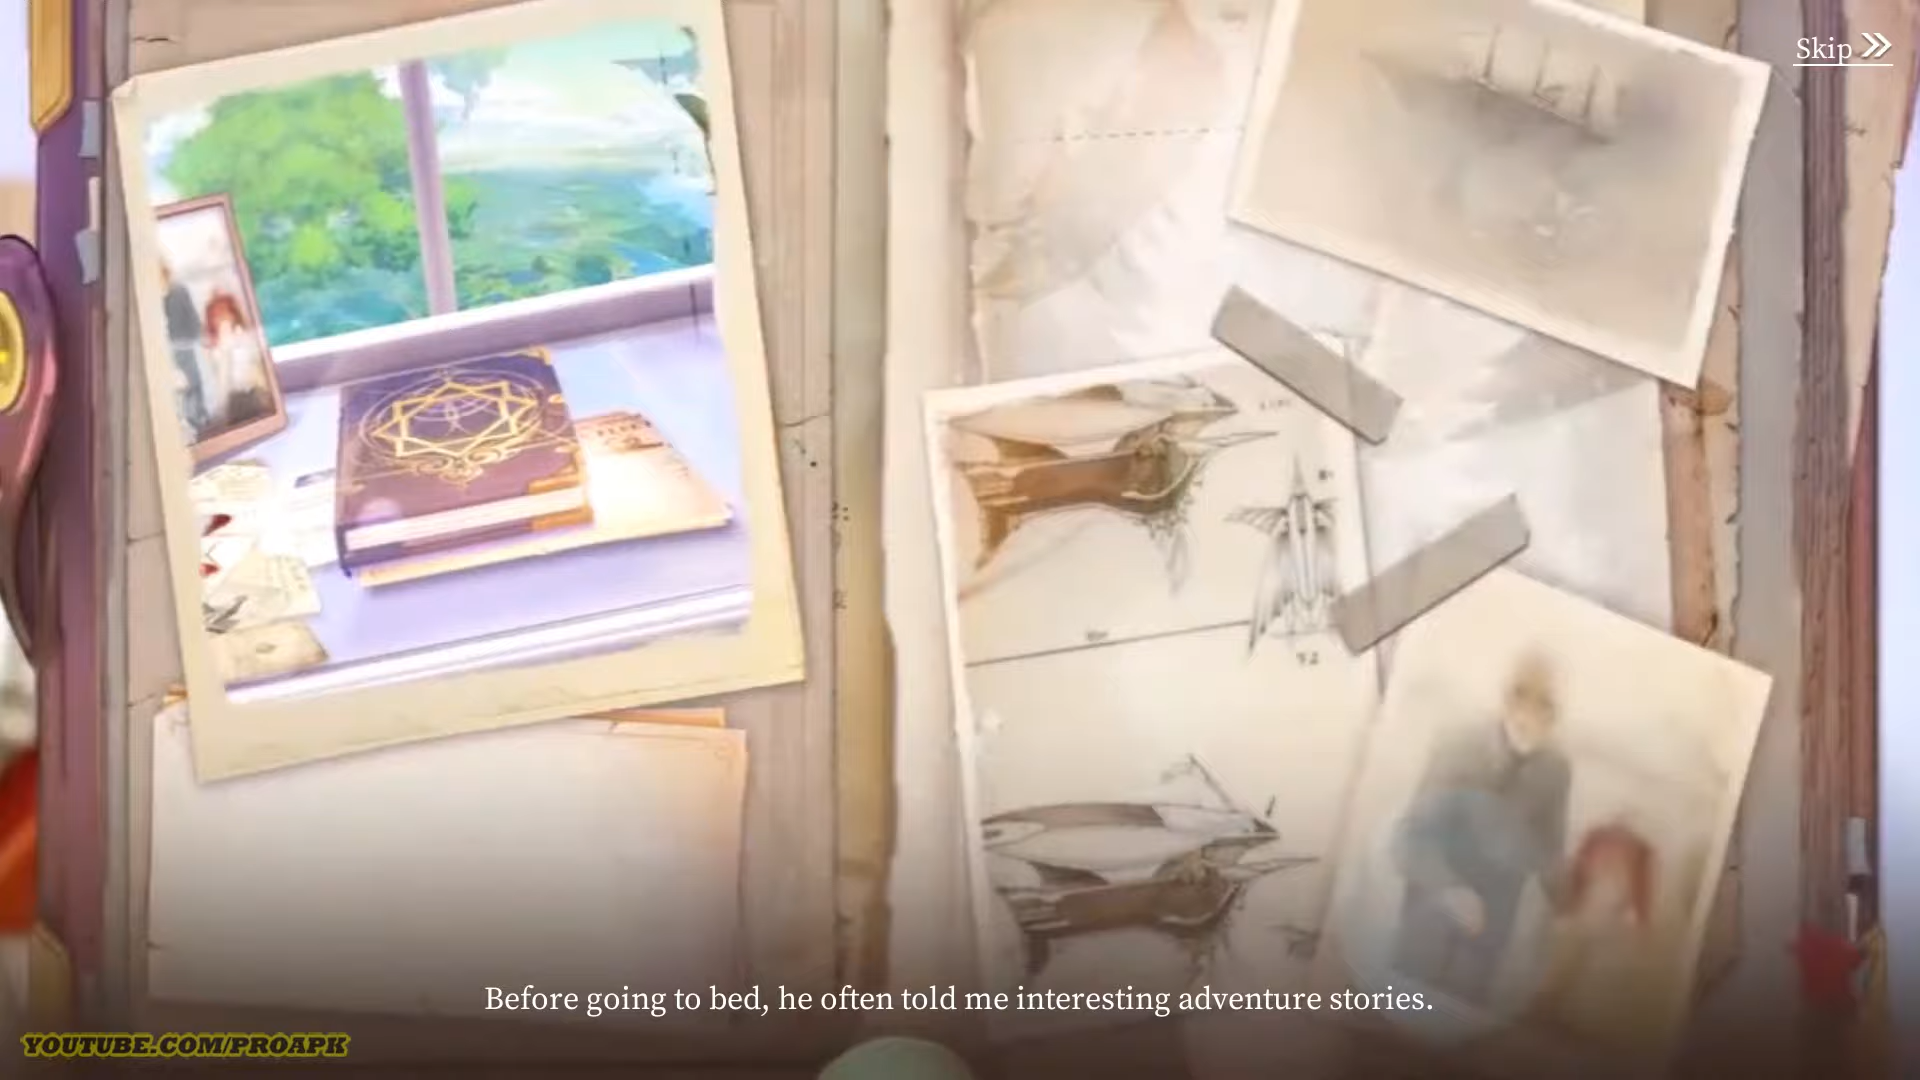 Skip
Before going to bed, he often told me interesting adventure stories.
YOUTUBE.COM/PROAPK